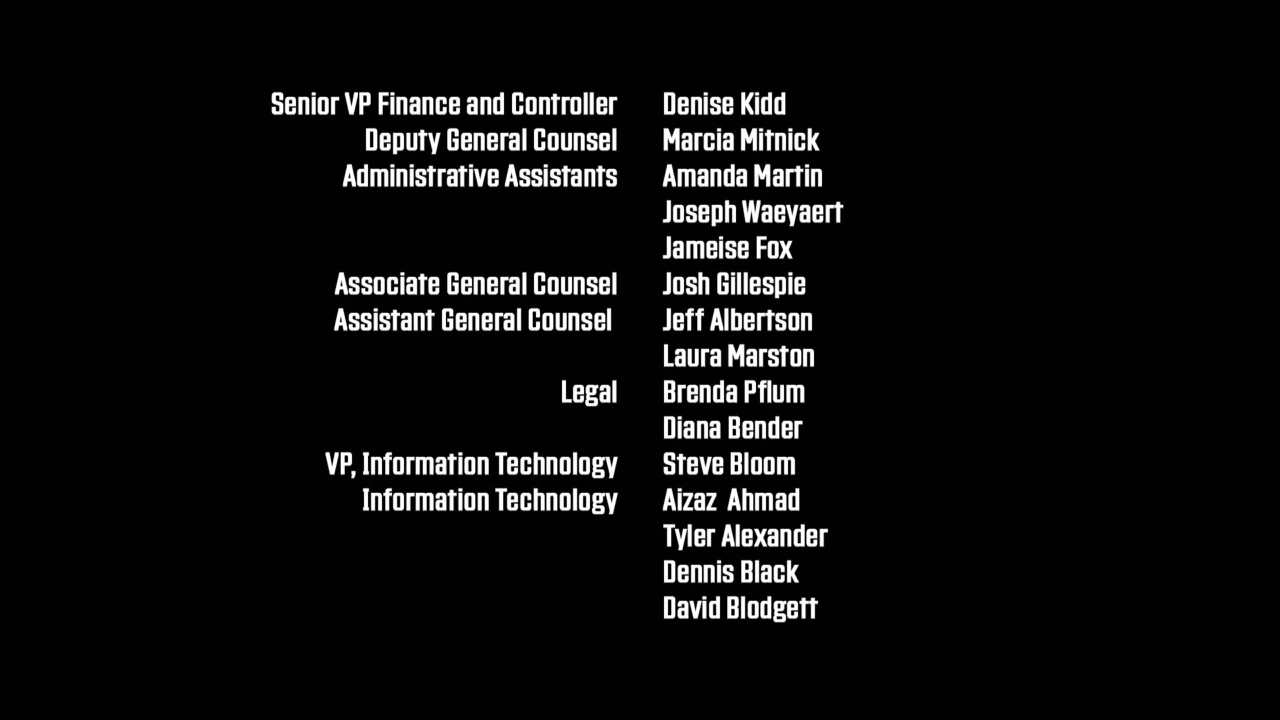 Senior VP Finance and Controller Denise Kidd
Deputy General Counsel Marcia Mitnick
Administrative Assistants Amanda Martin
Joseph Waeyaert
Jameise Fox
Associate General Counsel Josh Gillespie
Assistant General Counsel Jeff Albertson
Laura Marston
Legal Brenda Pflum
Diana Bender
VP, Information Technology Steve Bloom
Information Technology Aizaz Ahmad
Tyler Alexander
Dennis Black
David Blodgett